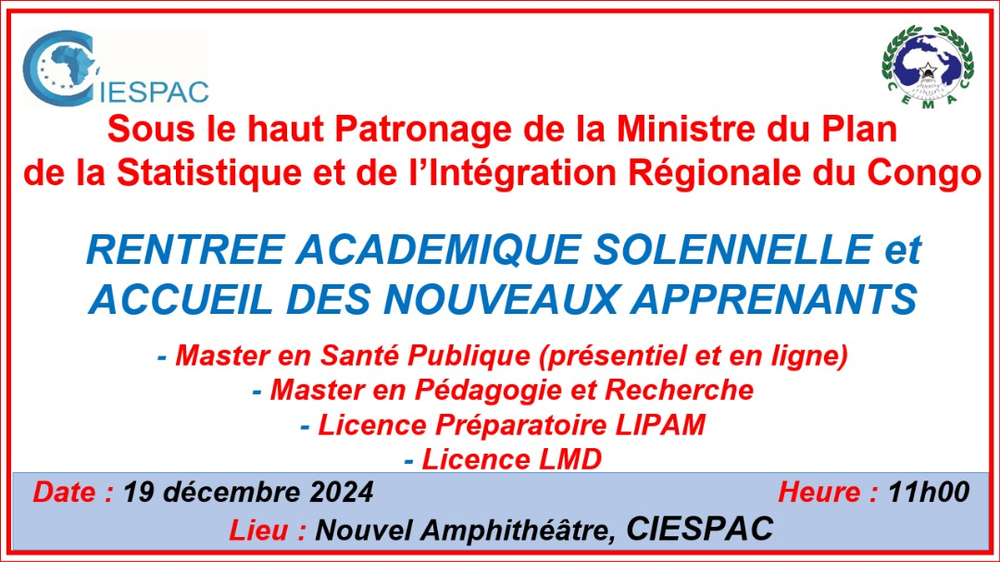 CIESPAC
CEMAC
Sous le haut Patronage de la Ministre du Plan
de la Statistique et de l’Intégration Régionale du Congo
RENTREE ACADEMIQUE SOLENNELLE et
ACCUEIL DES NOUVEAUX APPRENANTS
- Master en Santé Publique (présentiel et en ligne)
- Master en Pédagogie et Recherche
- Licence Préparatoire LIPAM
- Licence LMD
Date : 19 décembre 2024 Heure : 11h00
Lieu : Nouvel Amphithéâtre, CIESPAC